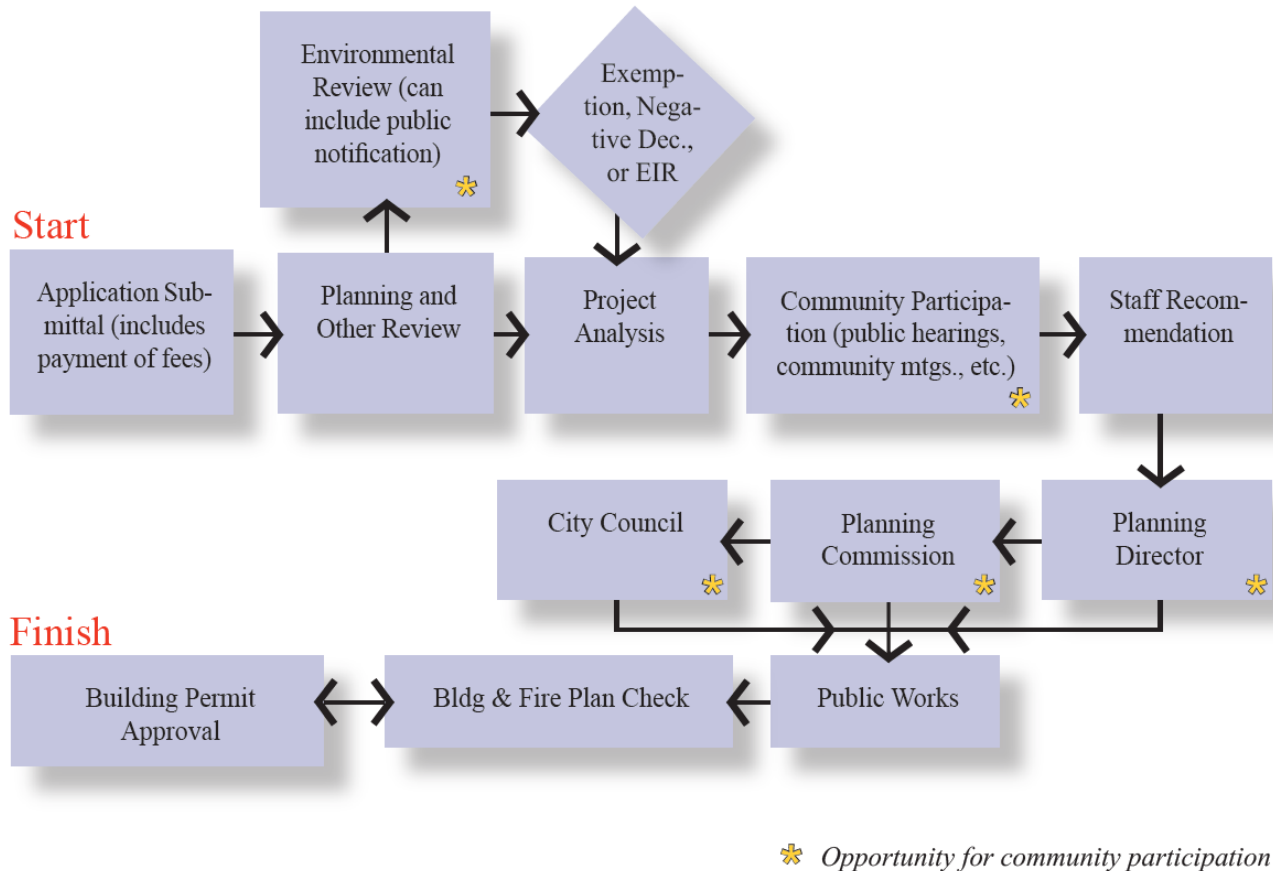 Environmental
Review (can
include public
notification)
Exemp-
tion, Nega-
tive Dec.,
or EIR
Start
Application Sub-
mittal (includes
payment of fees)
Planning and
Other Review
Project
Analysis
Community Participa-
tion (public hearings,
community mtgs., etc.)
Staff Recom-
mendation
City Council
Planning
Commission
Planning
Director
Finish
Building Permit
Approval
Bldg & Fire Plan Check
Public Works
* Opportunity for community participation